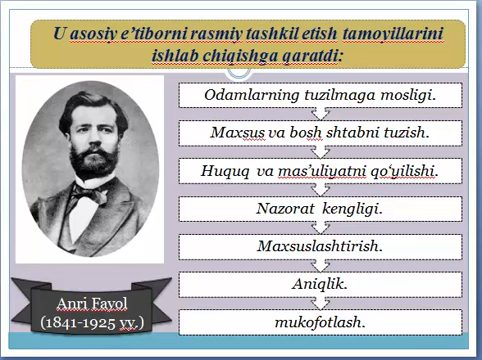 U asosiy e’tiborni rasmiy tashkil etish tamoyillarini
ishlab chiqishga qaratdi:
Odamlarning tuzilmaga mosligi.
Maxsus va bosh shtabni tuzish.
Huquq va mas’uliyatni qo‘yilishi.
Nazorat kengligi.
Maxsuslashtirish.
Aniqlik.
mukofotlash.
Anri Fayol
(1841-1925 yy.)